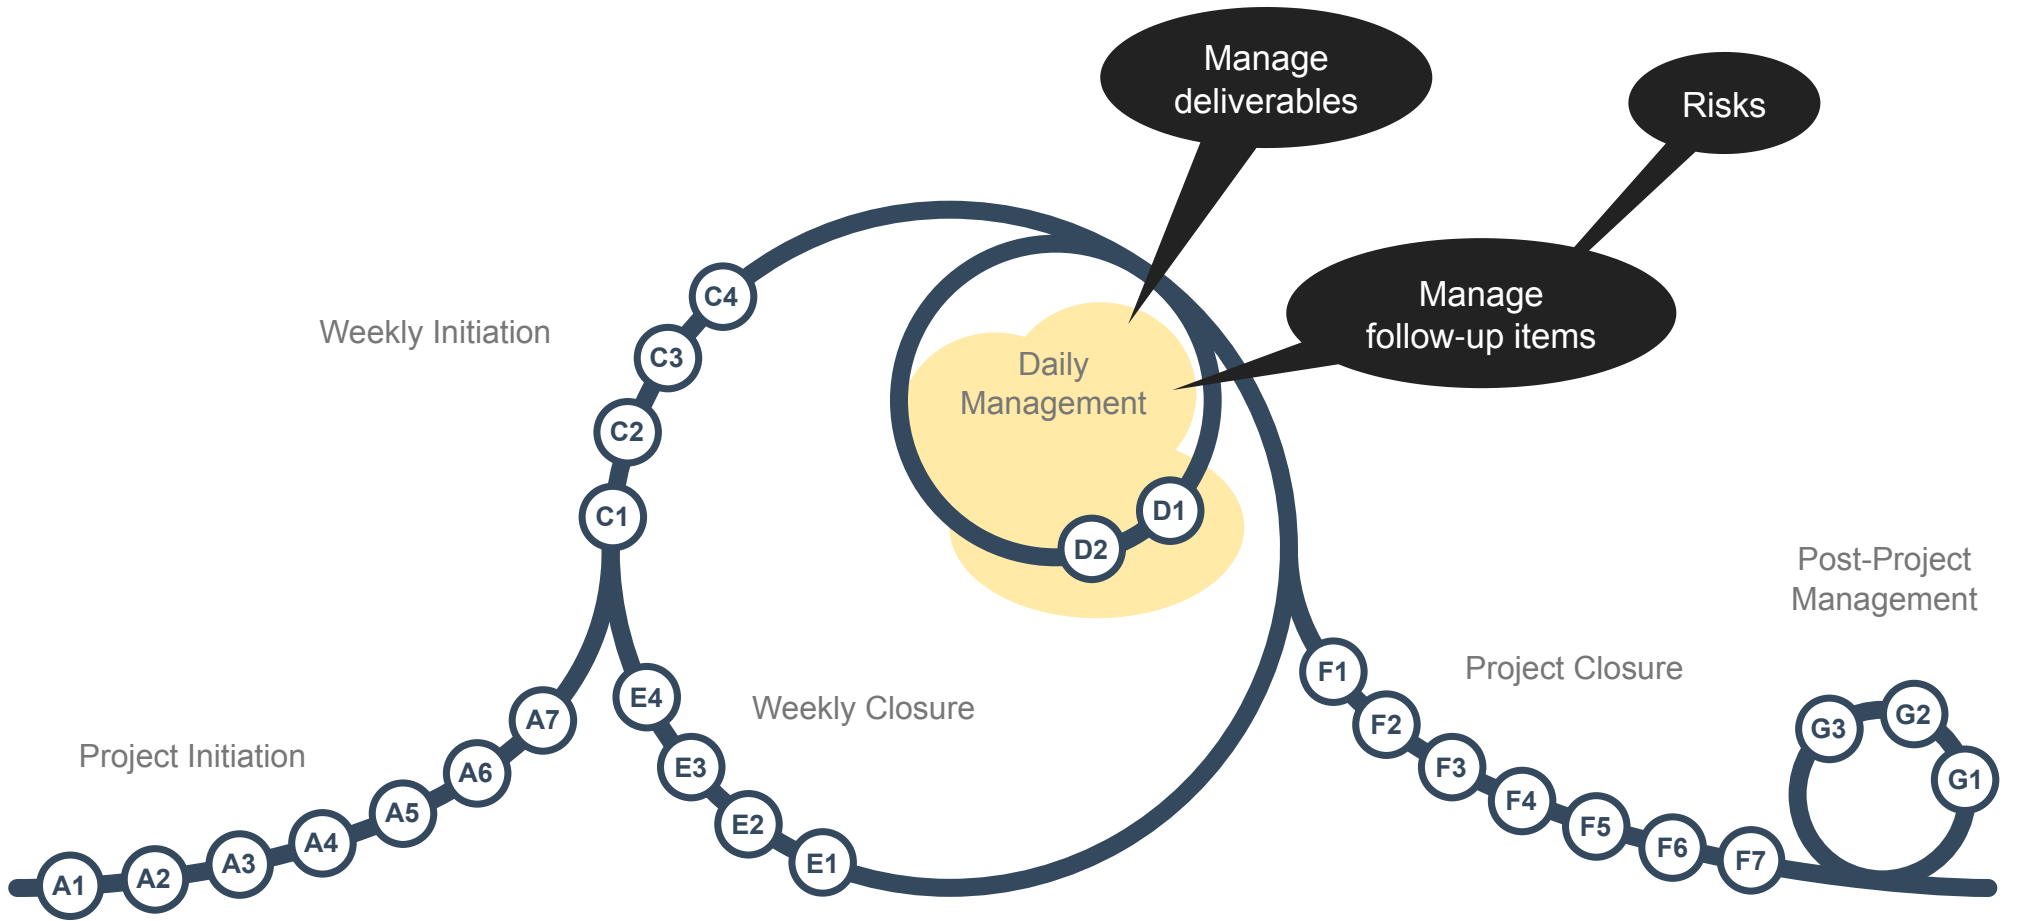 Manage
deliverables
Risks
Manage
follow-up items
Weekly Initiation
C4
C3
C2
C1
Daily
Management
D1
D2
Post-Project
Management
Project Initiation
A1
A2
A3
A4
A5
A6
A7
Weekly Closure
E4
E3
E2
E1
Project Closure
F1
F2
F3
F4
F5
F6
F7
G3
G2
G1